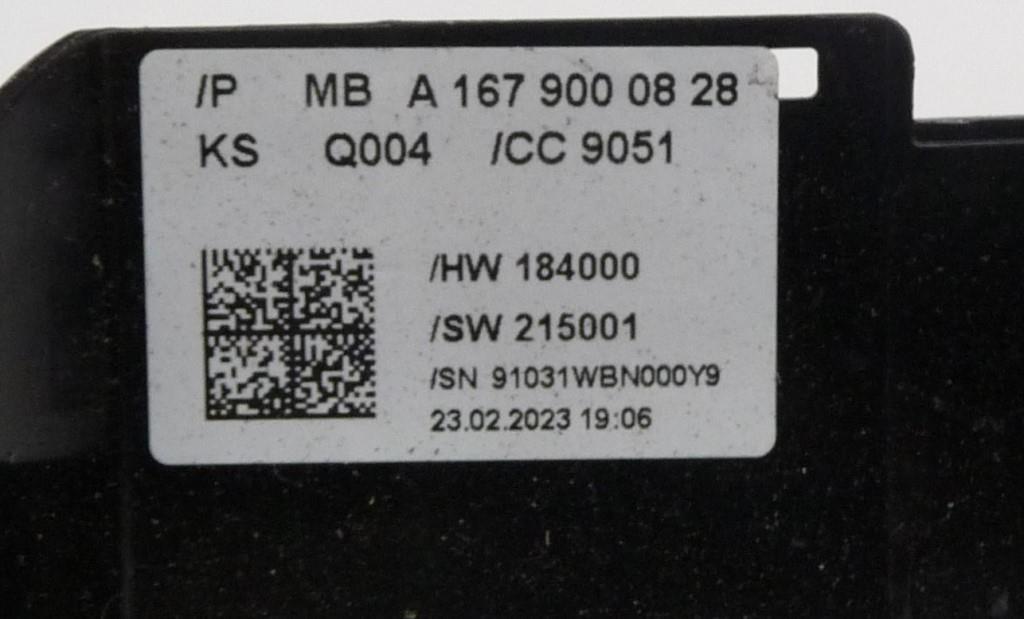 /P MB A 167 900 08 28
KS Q004 /CC 9051
/HW 184000
/SW 215001
/SN 91031WBN000Y9
23.02.2023 19:06